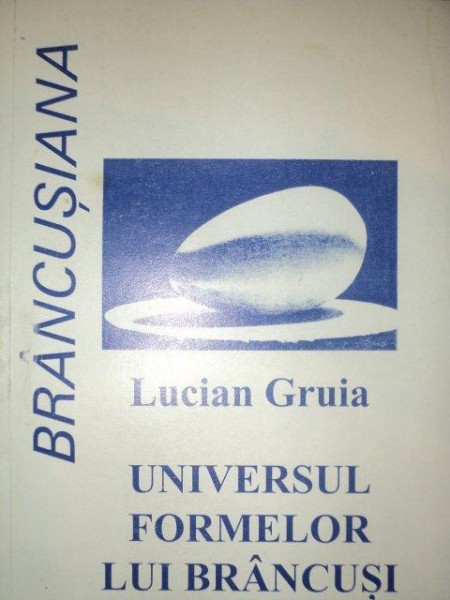 BRÂNCUȘIANA
Lucian Gruia
UNIVERSUL
FORMELOR
LUI BRÂNCUȘI